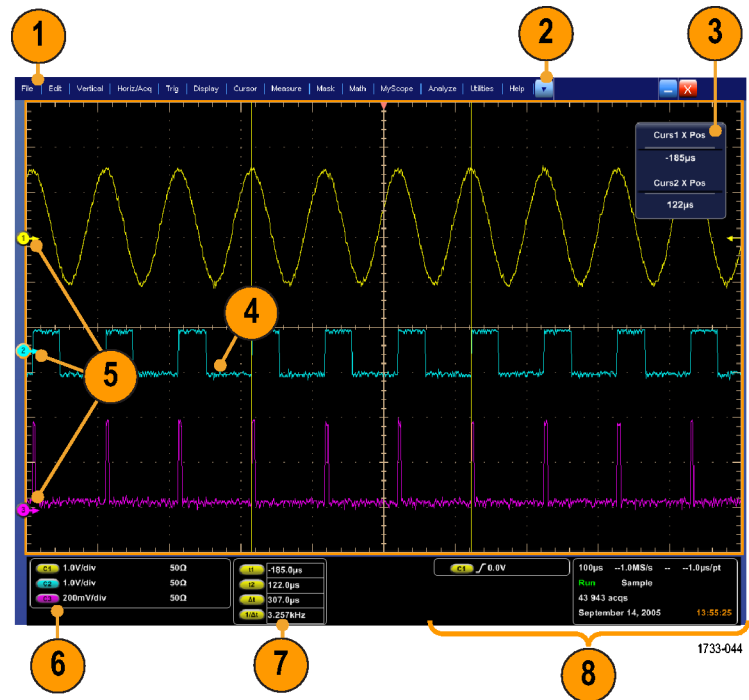 1
2
3
File Edit Vertical Horiz/Acq Trig Display Cursor Measure Mask Math MyScope Analyze Utilities Help
X
Curs1 X Pos
-185µs
Curs2 X Pos
122µs
1
4
2
5
3
C1 1.0V/div 50Ω
C2 1.0V/div 50Ω
C3 200mV/div 50Ω
t1 -185.0µs
t2 122.0µs
Δt 307.0µs
1/Δt 3.257kHz
C1 0.0V
100µs --1.0MS/s -- --1.0µs/pt
Run Sample
43 943 acqs
September 14, 2005 13:55:25
6
7
8
1733-044